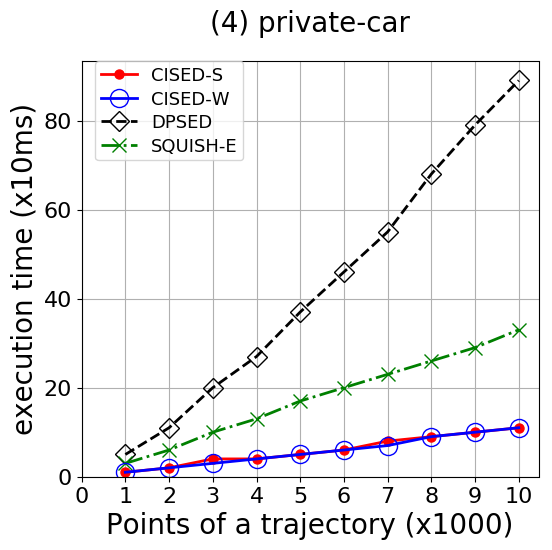 (4) private-car
CISED-S
CISED-W
DPSED
SQUISH-E
execution time (x10ms)
80
60
40
20
0
0 1 2 3 4 5 6 7 8 9 10
Points of a trajectory (x1000)